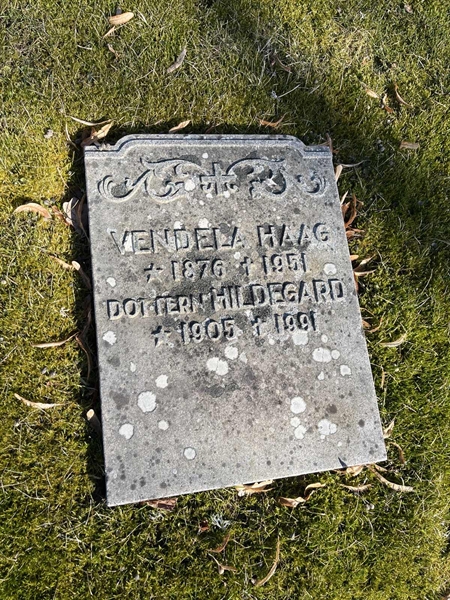 VENDELA HAAG
* 1876 † 1951
DOTTERN HILDEGARD
* 1905 † 1991